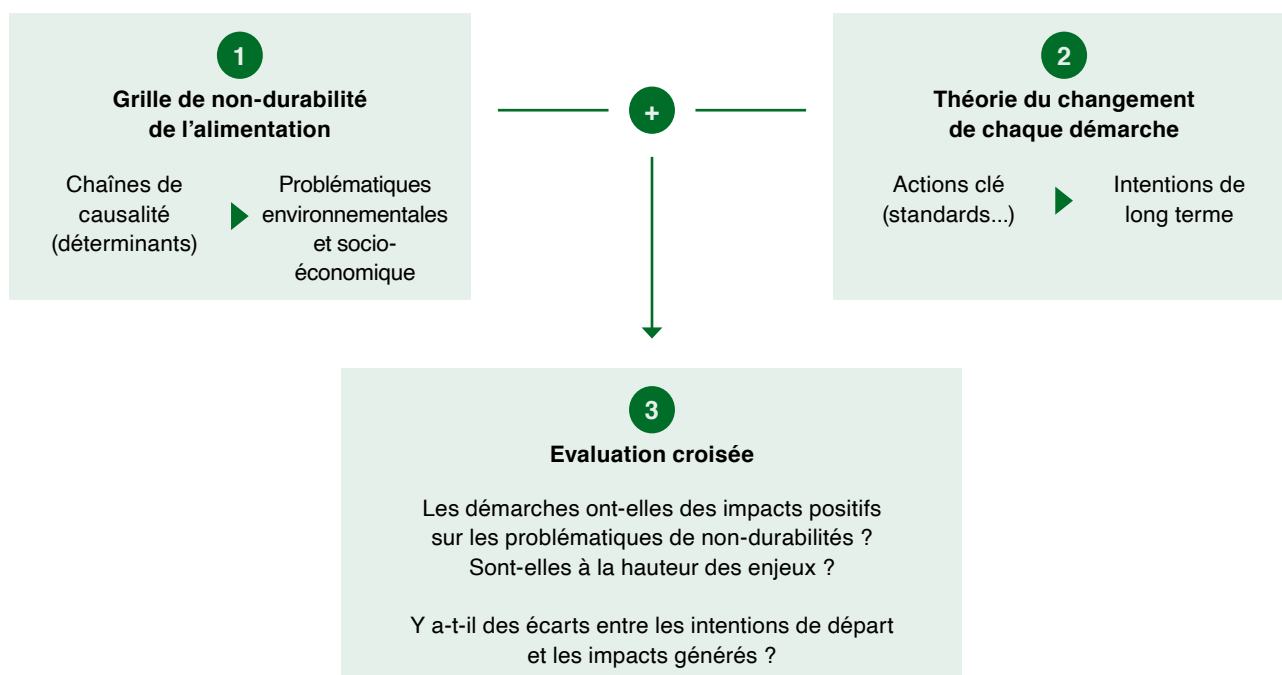 1
Grille de non-durabilité
de l’alimentation
Chaînes de
causalité
(déterminants)
Problématiques
environnementales
et socio-
économique
+
2
Théorie du changement
de chaque démarche
Actions clé
(standards...)
Intentions de
long terme
3
Evaluation croisée
Les démarches ont-elles des impacts positifs
sur les problématiques de non-durabilités ?
Sont-elles à la hauteur des enjeux ?
Y a-t-il des écarts entre les intentions de départ
et les impacts générés ?